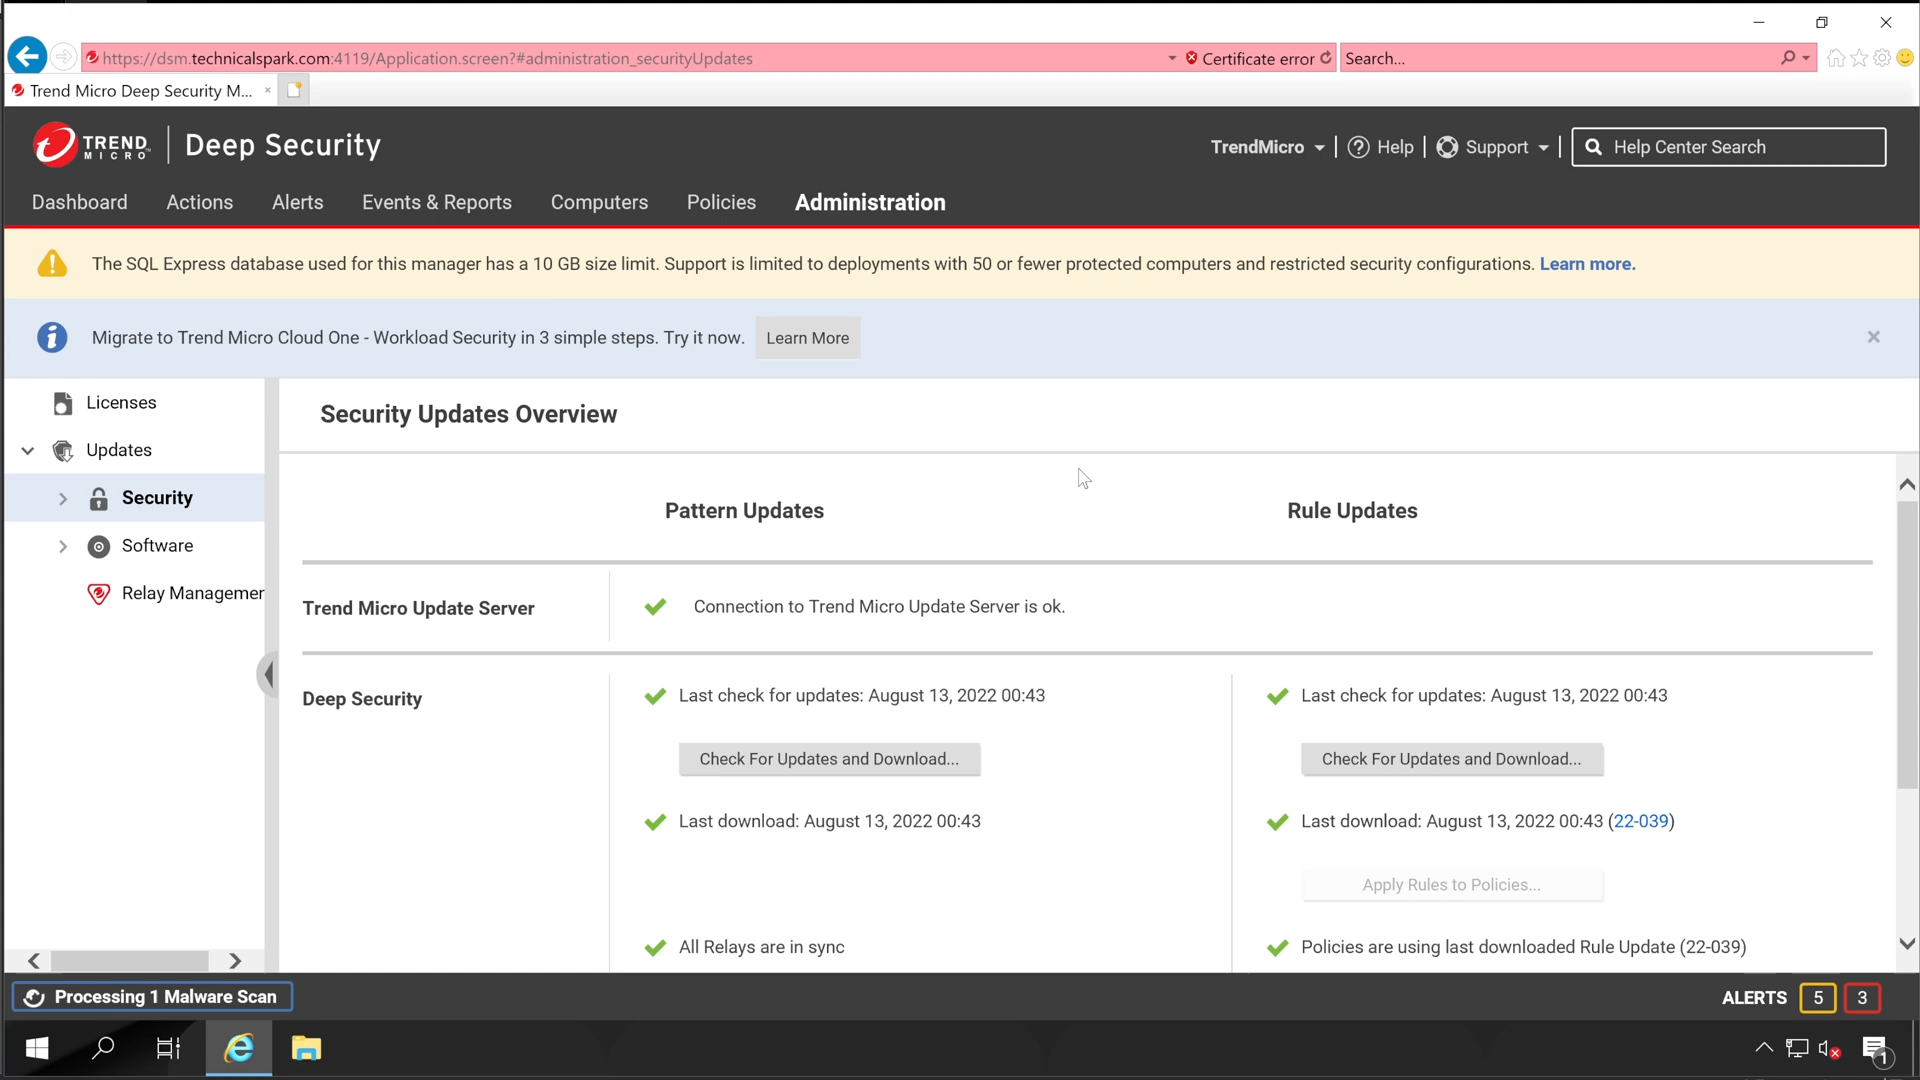 https://dsm.technicalspark.com:4119/Application.screen?#administration_securityUpdates
Certificate error
Search...
Trend Micro Deep Security M...
TREND MICRO
Deep Security
TrendMicro
Help
Support
Help Center Search
Dashboard
Actions
Alerts
Events & Reports
Computers
Policies
Administration
The SQL Express database used for this manager has a 10 GB size limit. Support is limited to deployments with 50 or fewer protected computers and restricted security configurations. Learn more.
Migrate to Trend Micro Cloud One - Workload Security in 3 simple steps. Try it now.
Learn More
Licenses
Updates
Security
Software
Relay Managemen
Security Updates Overview
Pattern Updates
Rule Updates
Trend Micro Update Server
Connection to Trend Micro Update Server is ok.
Deep Security
Last check for updates: August 13, 2022 00:43
Last check for updates: August 13, 2022 00:43
Check For Updates and Download...
Check For Updates and Download...
Last download: August 13, 2022 00:43
Last download: August 13, 2022 00:43 (22-039)
Apply Rules to Policies...
All Relays are in sync
Policies are using last downloaded Rule Update (22-039)
Processing 1 Malware Scan
ALERTS
5
3
1